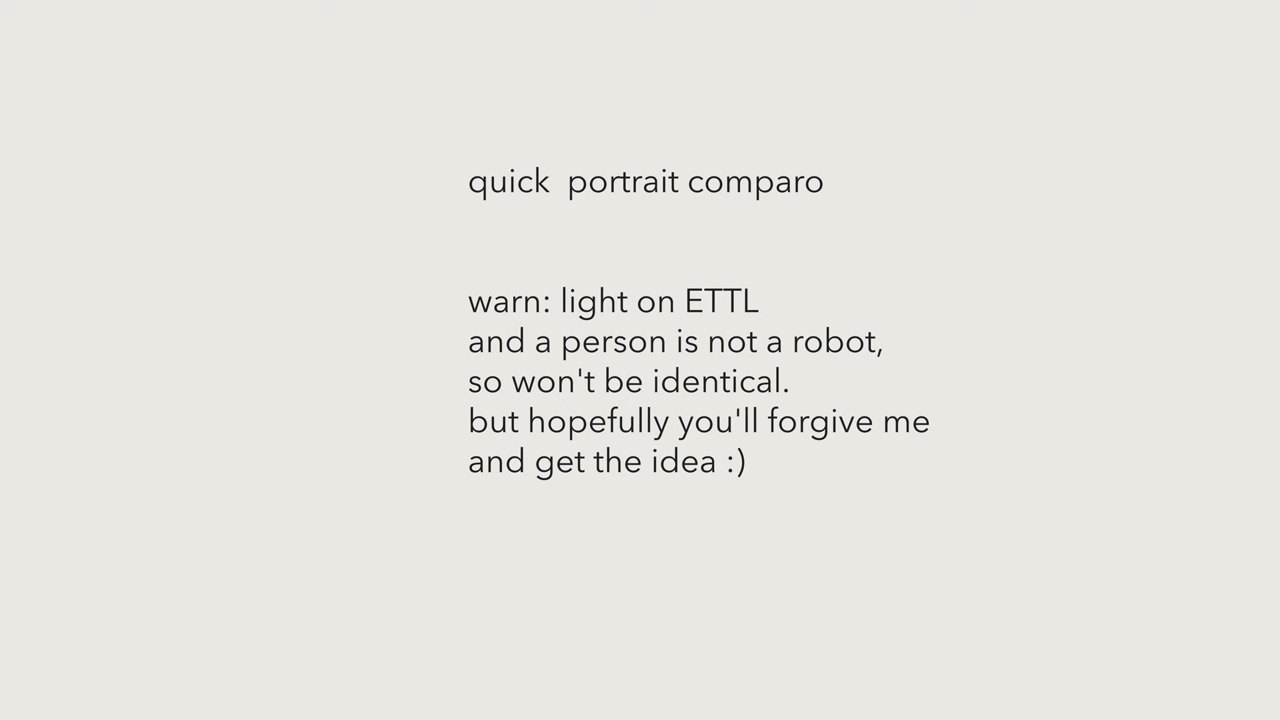 quick  portrait comparo
warn: light on ETTL
and a person is not a robot,
so won't be identical.
but hopefully you'll forgive me
and get the idea :)